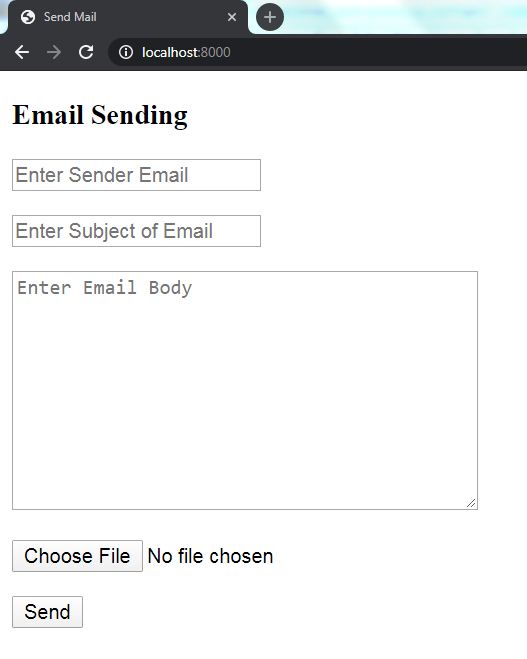 Send Mail
localhost:8000
Email Sending
Enter Sender Email
Enter Subject of Email
Enter Email Body
Choose File No file chosen
Send